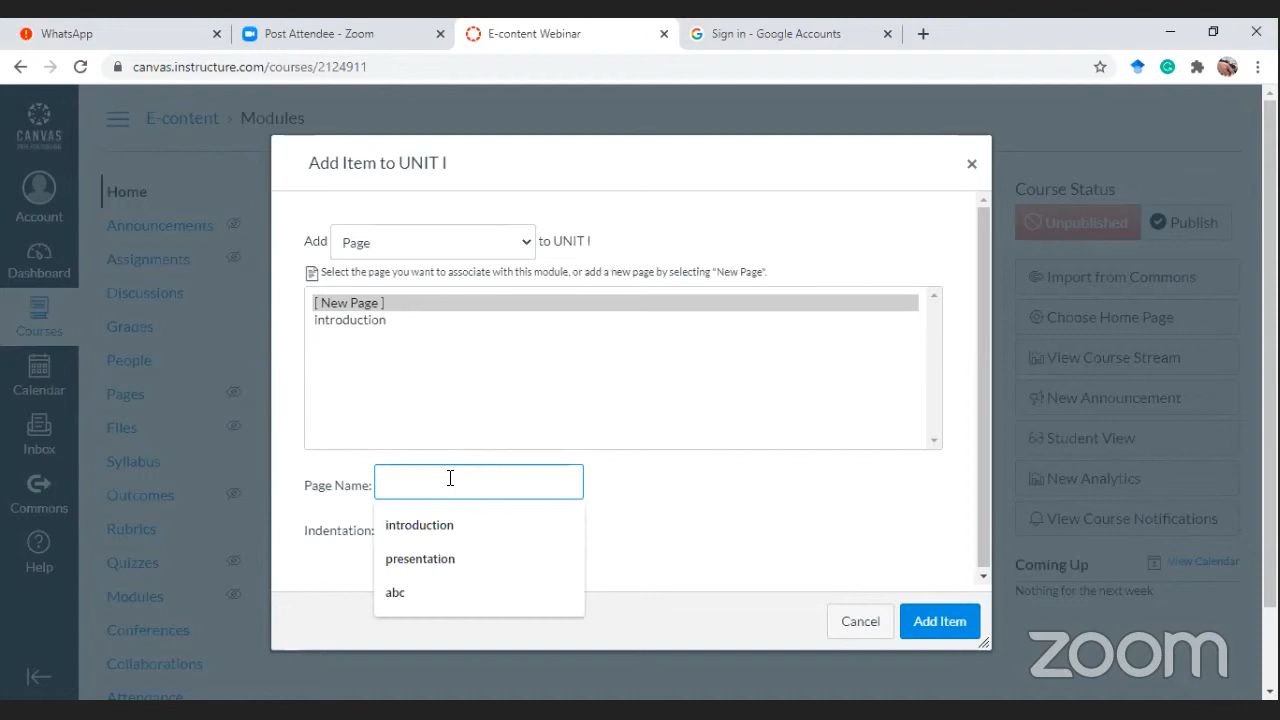 WhatsApp
Post Attendee - Zoom
E-content Webinar
Sign in - Google Accounts
canvas.instructure.com/courses/2124911
CANVAS
Account
Dashboard
Courses
Calendar
Inbox
Commons
Help
E-content › Modules
Home
Announcements
Assignments
Discussions
Grades
People
Pages
Files
Syllabus
Outcomes
Rubrics
Quizzes
Modules
Conferences
Collaborations
Attendance
Add Item to UNIT I
Add Page to UNIT I
Select the page you want to associate with this module, or add a new page by selecting "New Page".
[ New Page ]
introduction
Page Name:
Indentation:
introduction
presentation
abc
Cancel
Add Item
Course Status
Unpublished
Publish
Import from Commons
Choose Home Page
View Course Stream
New Announcement
Student View
New Analytics
View Course Notifications
Coming Up
View Calendar
Nothing for the next week
zoom